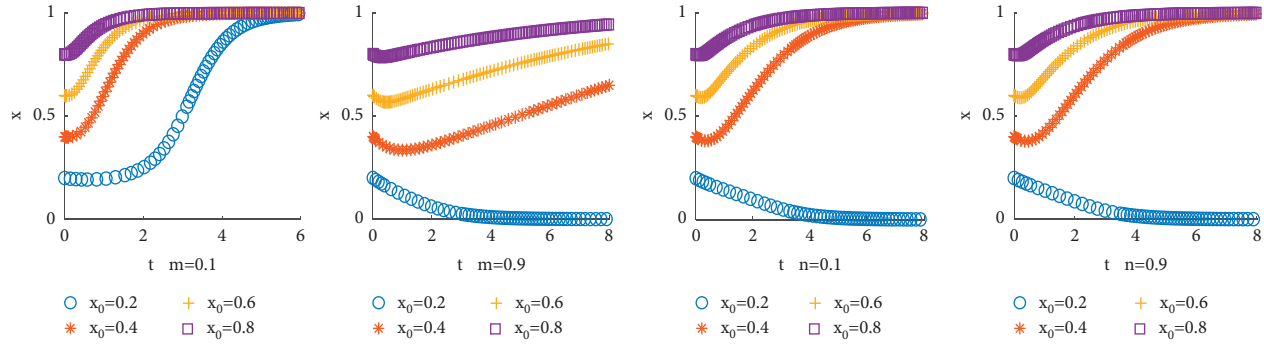 1
0.5
0
x
0 2 4 6
t m=0.1
x0=0.2 x0=0.6
x0=0.4 x0=0.8
1
0.5
0
x
0 2 4 6 8
t m=0.9
x0=0.2 x0=0.6
x0=0.4 x0=0.8
1
0.5
0
x
0 2 4 6 8
t n=0.1
x0=0.2 x0=0.6
x0=0.4 x0=0.8
1
0.5
0
x
0 2 4 6 8
t n=0.9
x0=0.2 x0=0.6
x0=0.4 x0=0.8